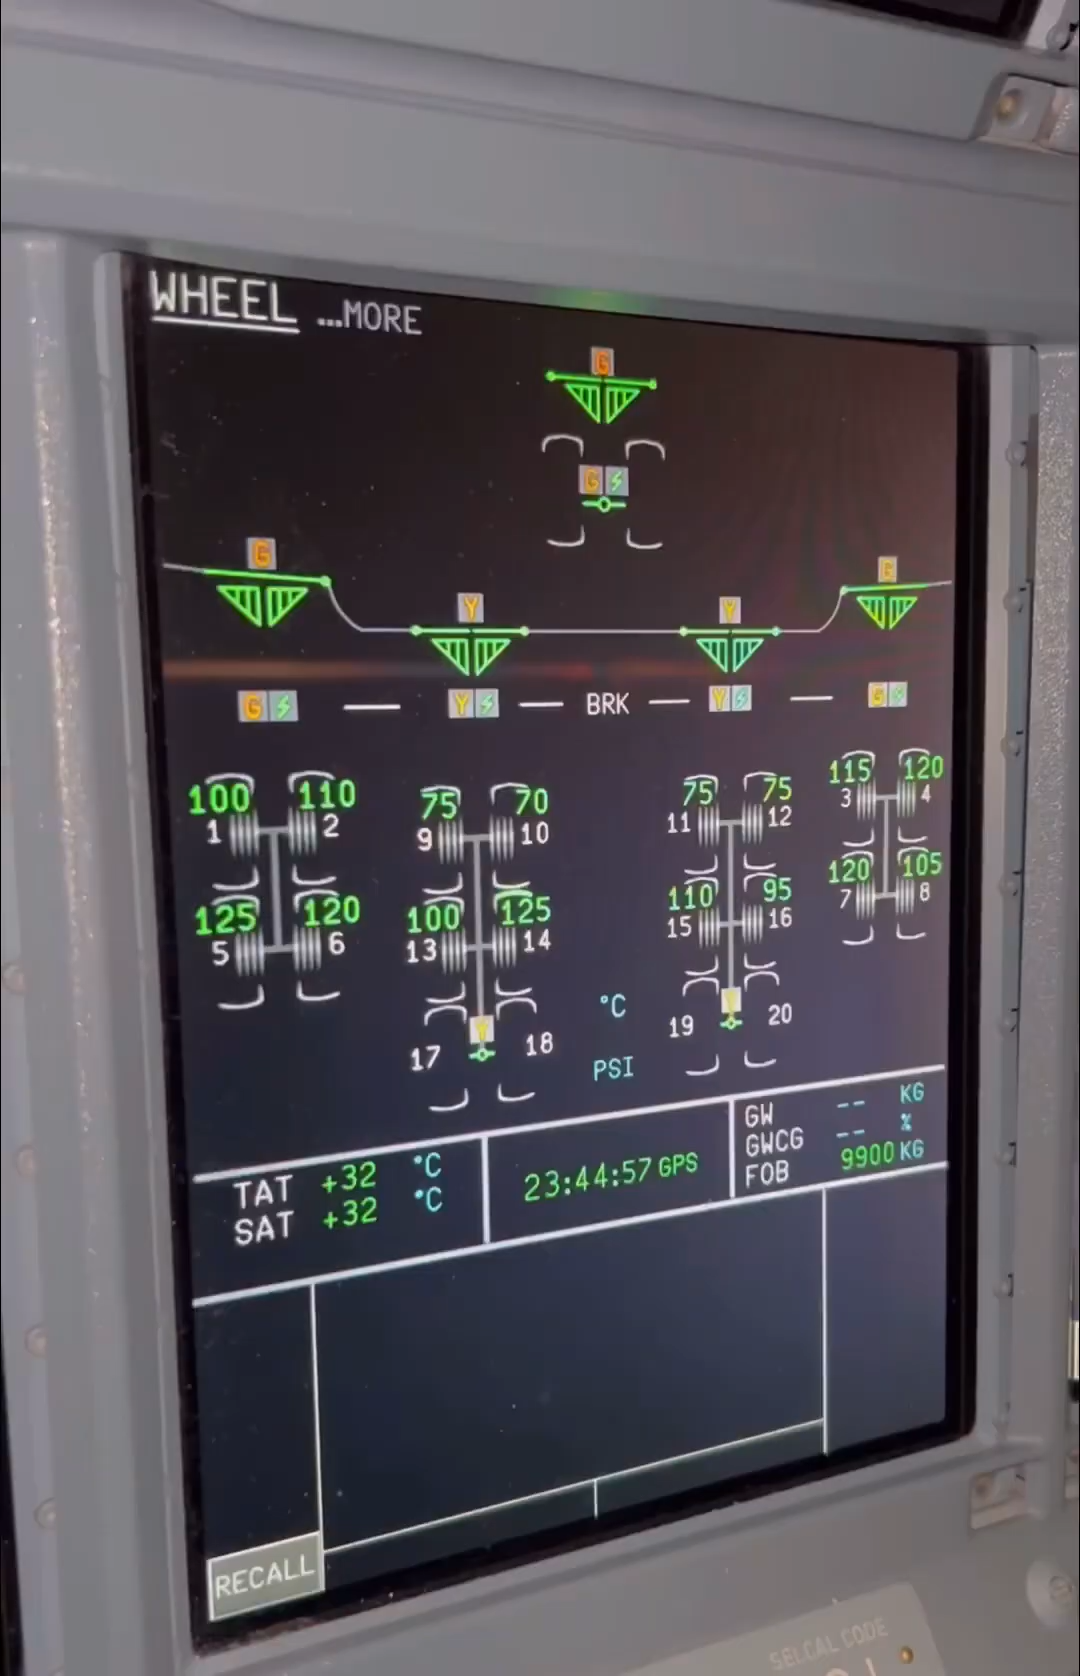 WHEEL ...MORE
G
G
G
G
Y
Y
G
G
Y
BRK
Y
G
100 110
75 70
75 75
115 120
1 2
9 10
11 12
3 4
125 120
100 125
110 95
120 105
5 6
13 14
15 16
7 8
Y
Y
17 18
19 20
°C
PSI
TAT +32 °C
SAT +32 °C
23:44:57 GPS
GW -- KG
GWCG -- %
FOB 9900 KG
RECALL
SELCAL CODE